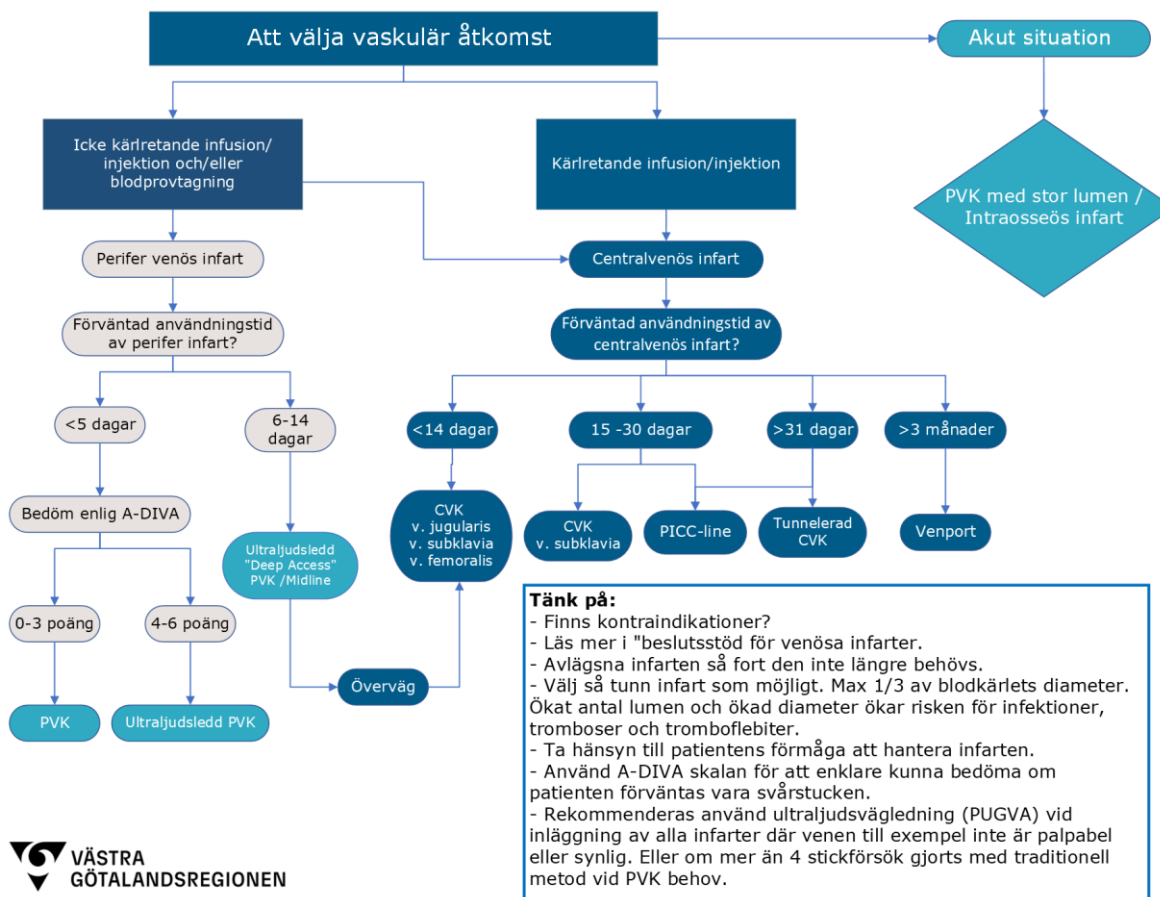 Att välja vaskulär åtkomst
Akut situation
Icke kärlretande infusion/
injektion och/eller
blodprovtagning
Kärlretande infusion/injektion
PVK med stor lumen /
Intraosseös infart
Perifer venös infart
Centralvenös infart
Förväntad användningstid
av perifer infart?
Förväntad användningstid av
centralvenös infart?
<5 dagar
6-14
dagar
<14 dagar
15 -30 dagar
>31 dagar
>3 månader
Bedöm enlig A-DIVA
Ultraljudsledd
"Deep Access"
PVK /Midline
CVK
v. jugularis
v. subklavia
v. femoralis
CVK
v. subklavia
PICC-line
Tunnelerad
CVK
Venport
0-3 poäng
4-6 poäng
Överväg
PVK
Ultraljudsledd PVK
Tänk på:
- Finns kontraindikationer?
- Läs mer i "beslutsstöd för venösa infarter.
- Avlägsna infarten så fort den inte längre behövs.
- Välj så tunn infart som möjligt. Max 1/3 av blodkärlets diameter.
Ökat antal lumen och ökad diameter ökar risken för infektioner,
tromboser och tromboflebiter.
- Ta hänsyn till patientens förmåga att hantera infarten.
- Använd A-DIVA skalan för att enklare kunna bedöma om
patienten förväntas vara svårstucken.
- Rekommenderas använd ultraljudsvägledning (PUGVA) vid
inläggning av alla infarter där venen till exempel inte är palpabel
eller synlig. Eller om mer än 4 stickförsök gjorts med traditionell
metod vid PVK behov.
VÄSTRA
GÖTALANDSREGIONEN